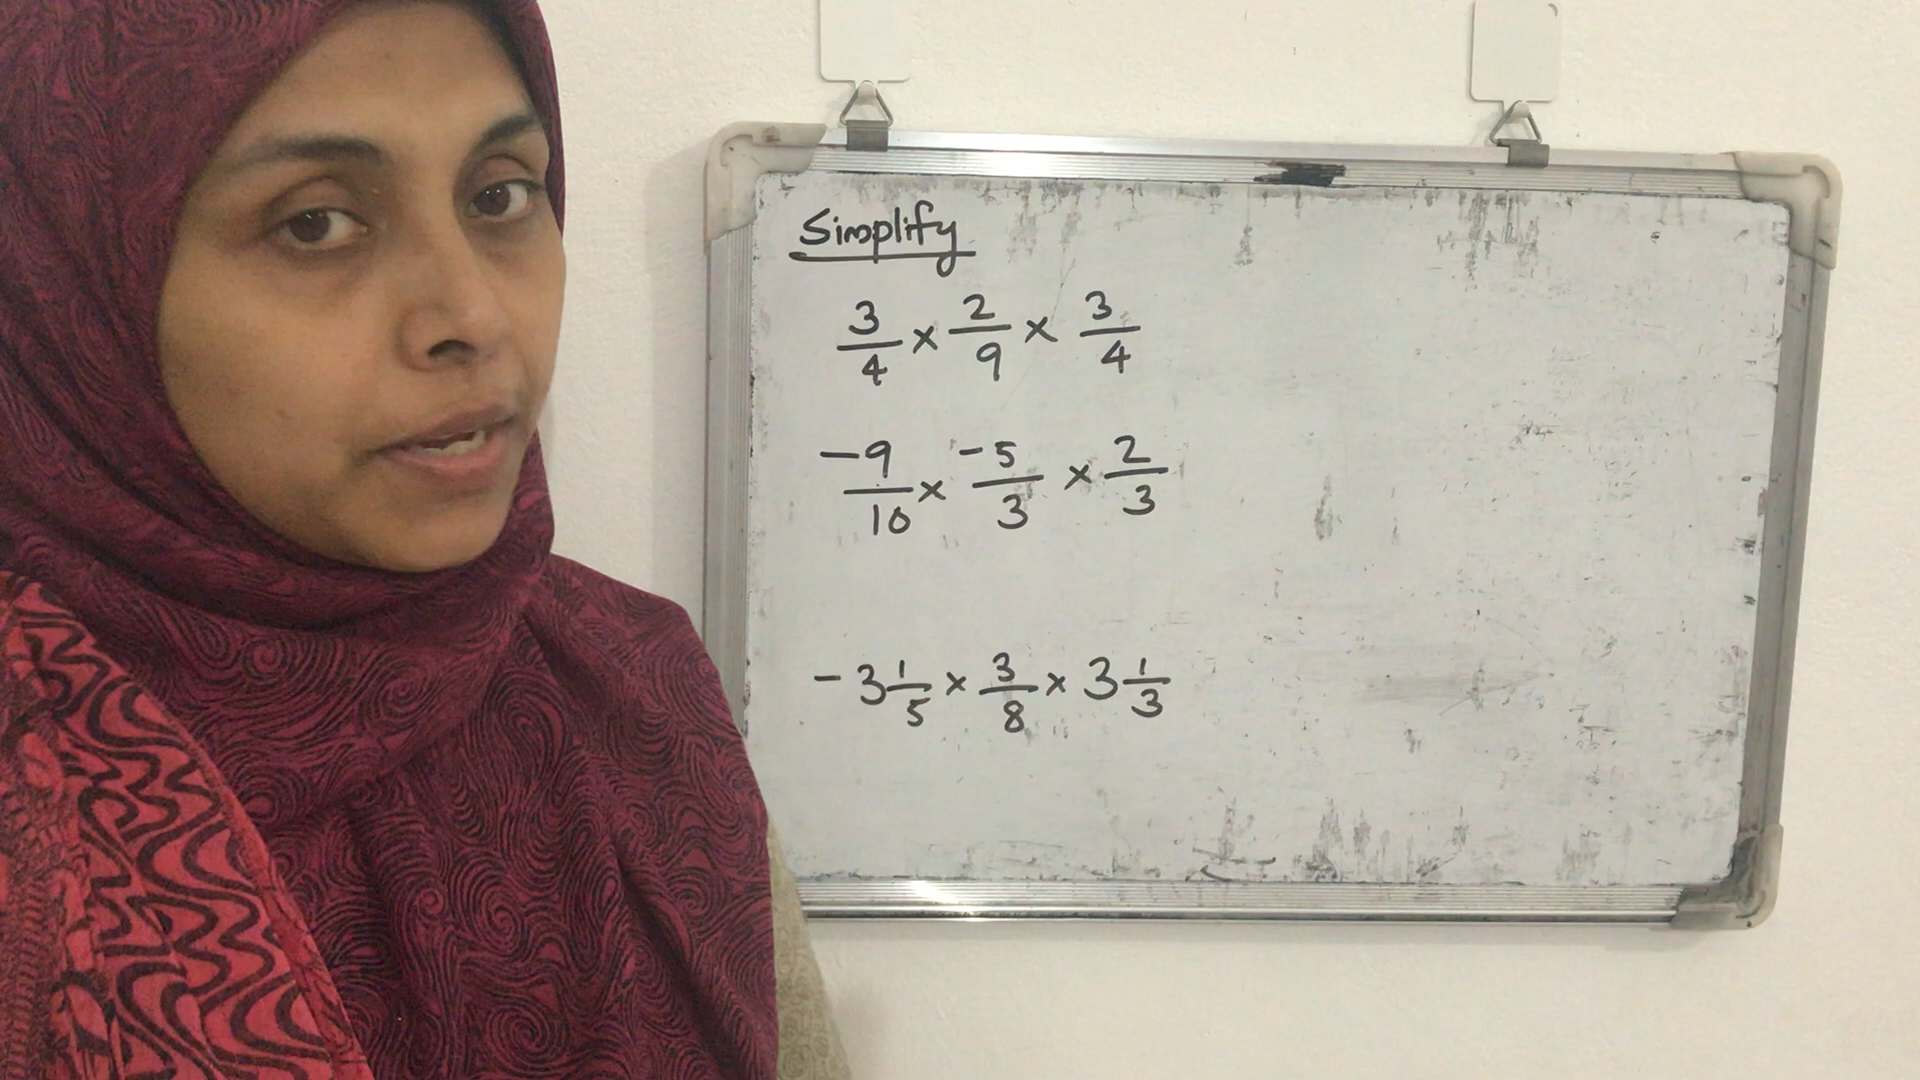 Simplify
3/4 × 2/9 × 3/4
-9/10 × -5/3 × 2/3
-3 1/5 × 3/8 × 3 1/3